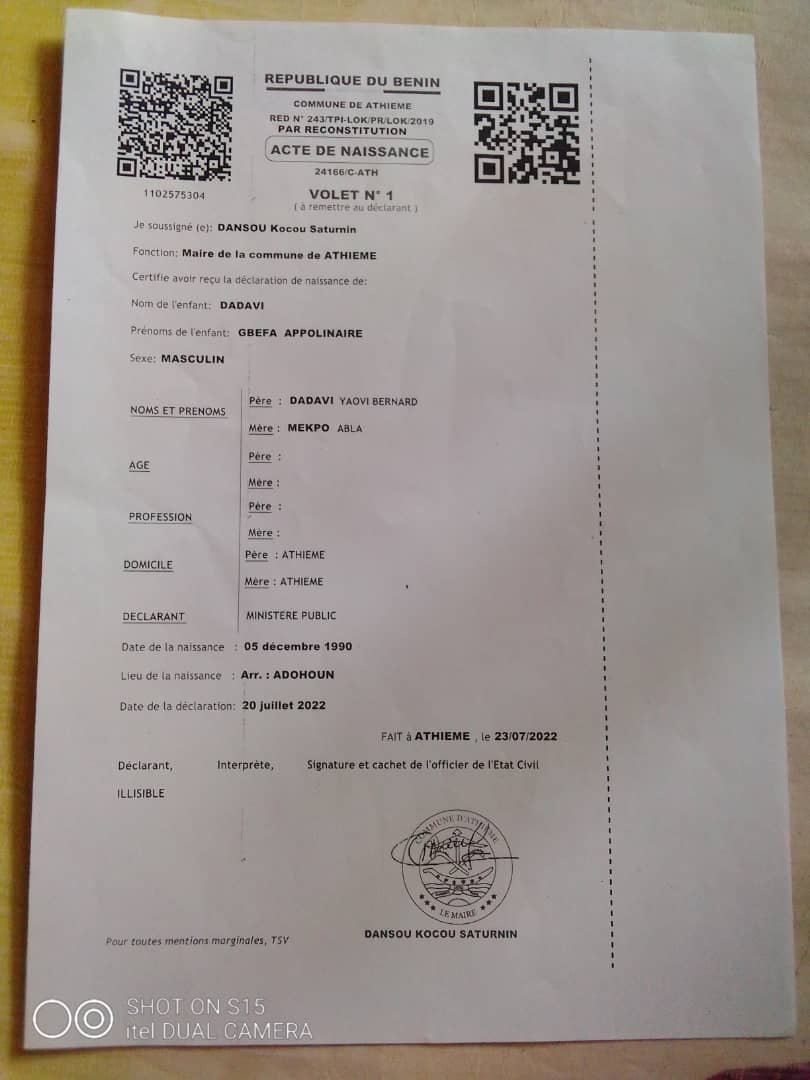 REPUBLIQUE DU BENIN
COMMUNE DE ATHIEME
RED N° 243/TPI-LOK/PR/LOK/2019
PAR RECONSTITUTION
ACTE DE NAISSANCE
24166/C-ATH
1102575304
VOLET N° 1
( à remettre au déclarant )
Je soussigné (e): DANSOU Kocou Saturnin
Fonction: Maire de la commune de ATHIEME
Certifie avoir reçu la déclaration de naissance de:
Nom de l'enfant: DADAVI
Prénoms de l'enfant: GBEFA APPOLINAIRE
Sexe: MASCULIN
NOMS ET PRENOMS
Père : DADAVI YAOVI BERNARD
Mère : MEKPO ABLA
AGE
Père :
Mère :
PROFESSION
Père :
Mère :
DOMICILE
Père : ATHIEME
Mère : ATHIEME
DECLARANT MINISTERE PUBLIC
Date de la naissance : 05 décembre 1990
Lieu de la naissance : Arr. : ADOHOUN
Date de la déclaration: 20 juillet 2022
FAIT à ATHIEME , le 23/07/2022
Déclarant, Interprète, Signature et cachet de l'officier de l'Etat Civil
ILLISIBLE
COMMUNE D'ATHIEME
LE MAIRE
DANSOU KOCOU SATURNIN
Pour toutes mentions marginales, TSV
SHOT ON S15
itel DUAL CAMERA